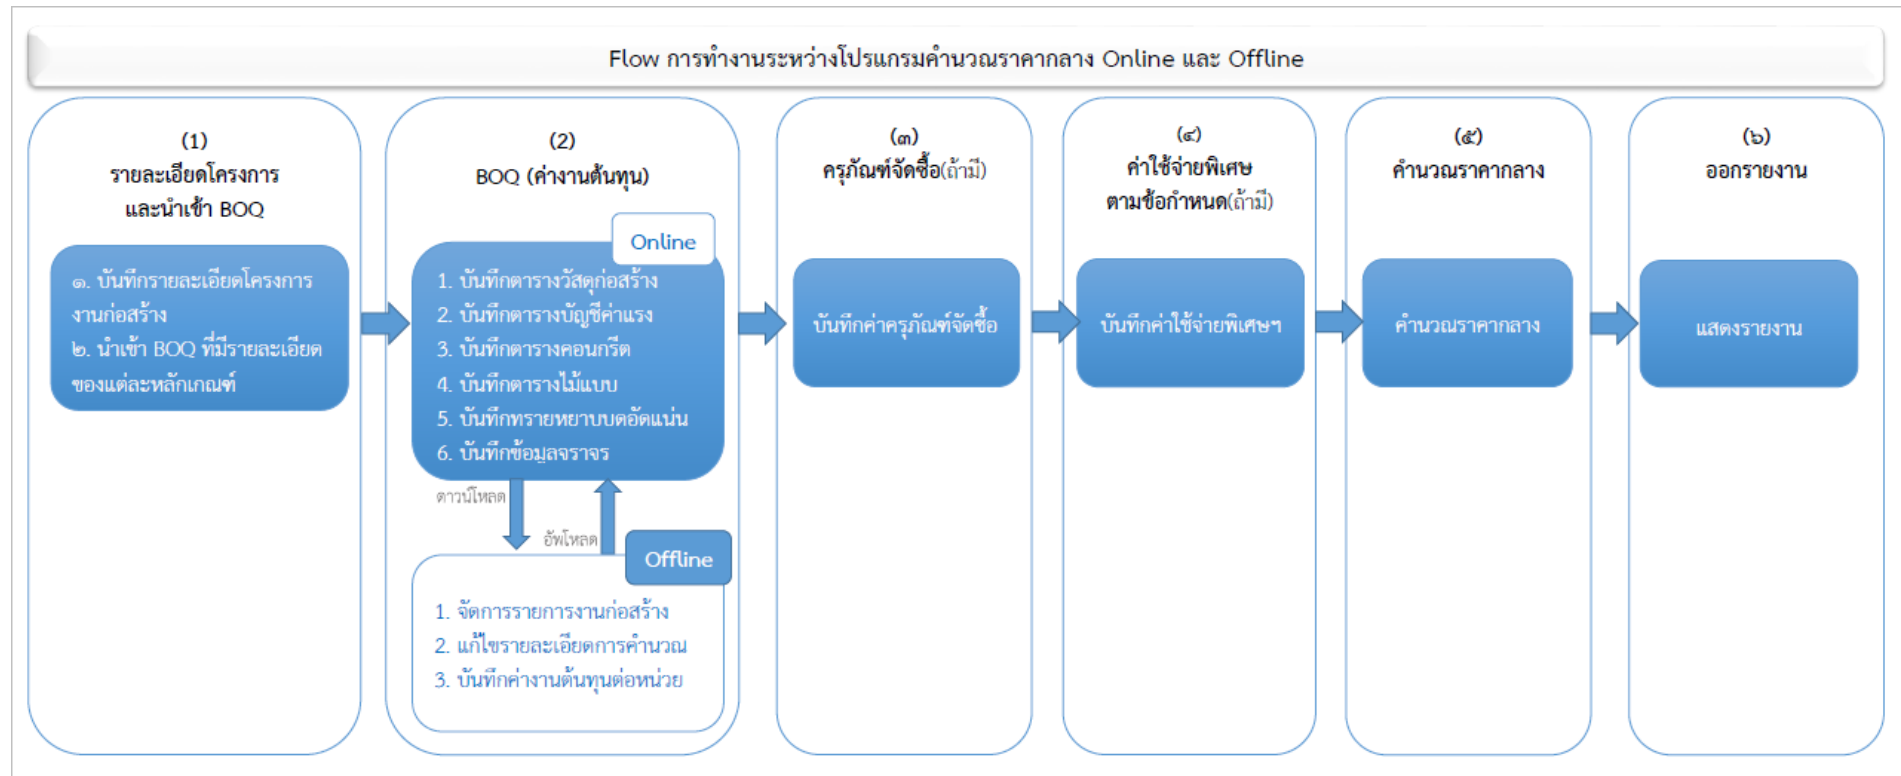 Flow การทำงานระหว่างโปรแกรมคำนวณราคากลาง Online และ Offline
(1)
รายละเอียดโครงการ
และนำเข้า BOQ
๑. บันทึกรายละเอียดโครงการ
งานก่อสร้าง
๒. นำเข้า BOQ ที่มีรายละเอียด
ของแต่ละหลักเกณฑ์
(2)
BOQ (ค่างานต้นทุน)
Online
1. บันทึกตารางวัสดุก่อสร้าง
2. บันทึกตารางบัญชีค่าแรง
3. บันทึกตารางคอนกรีต
4. บันทึกตารางไม้แบบ
5. บันทึกทรายหยาบบดอัดแน่น
6. บันทึกข้อมูลจราจร
ดาวน์โหลด
อัพโหลด
Offline
1. จัดการรายการงานก่อสร้าง
2. แก้ไขรายละเอียดการคำนวณ
3. บันทึกค่างานต้นทุนต่อหน่วย
(๓)
ครุภัณฑ์จัดซื้อ(ถ้ามี)
บันทึกค่าครุภัณฑ์จัดซื้อ
(๔)
ค่าใช้จ่ายพิเศษ
ตามข้อกำหนด(ถ้ามี)
บันทึกค่าใช้จ่ายพิเศษฯ
(๕)
คำนวณราคากลาง
คำนวณราคากลาง
(๖)
ออกรายงาน
แสดงรายงาน